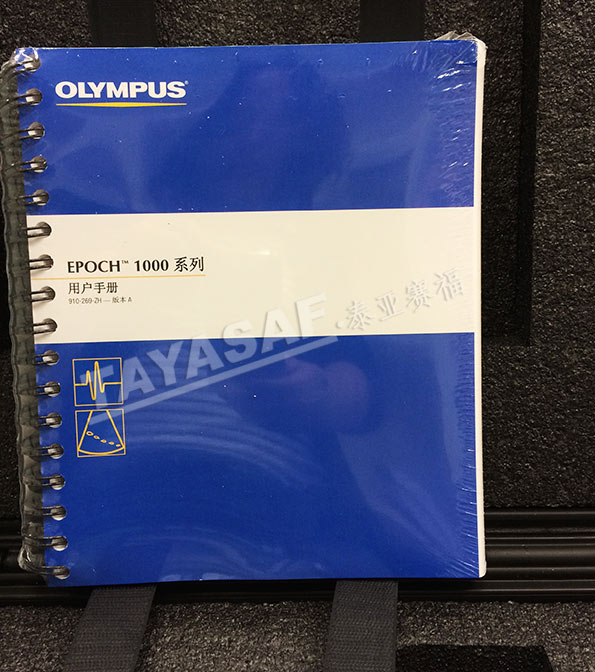 OLYMPUS®
EPOCH™ 1000 系列
用户手册
910-269-ZH — 版本 A
TAYASAF·泰亚赛福